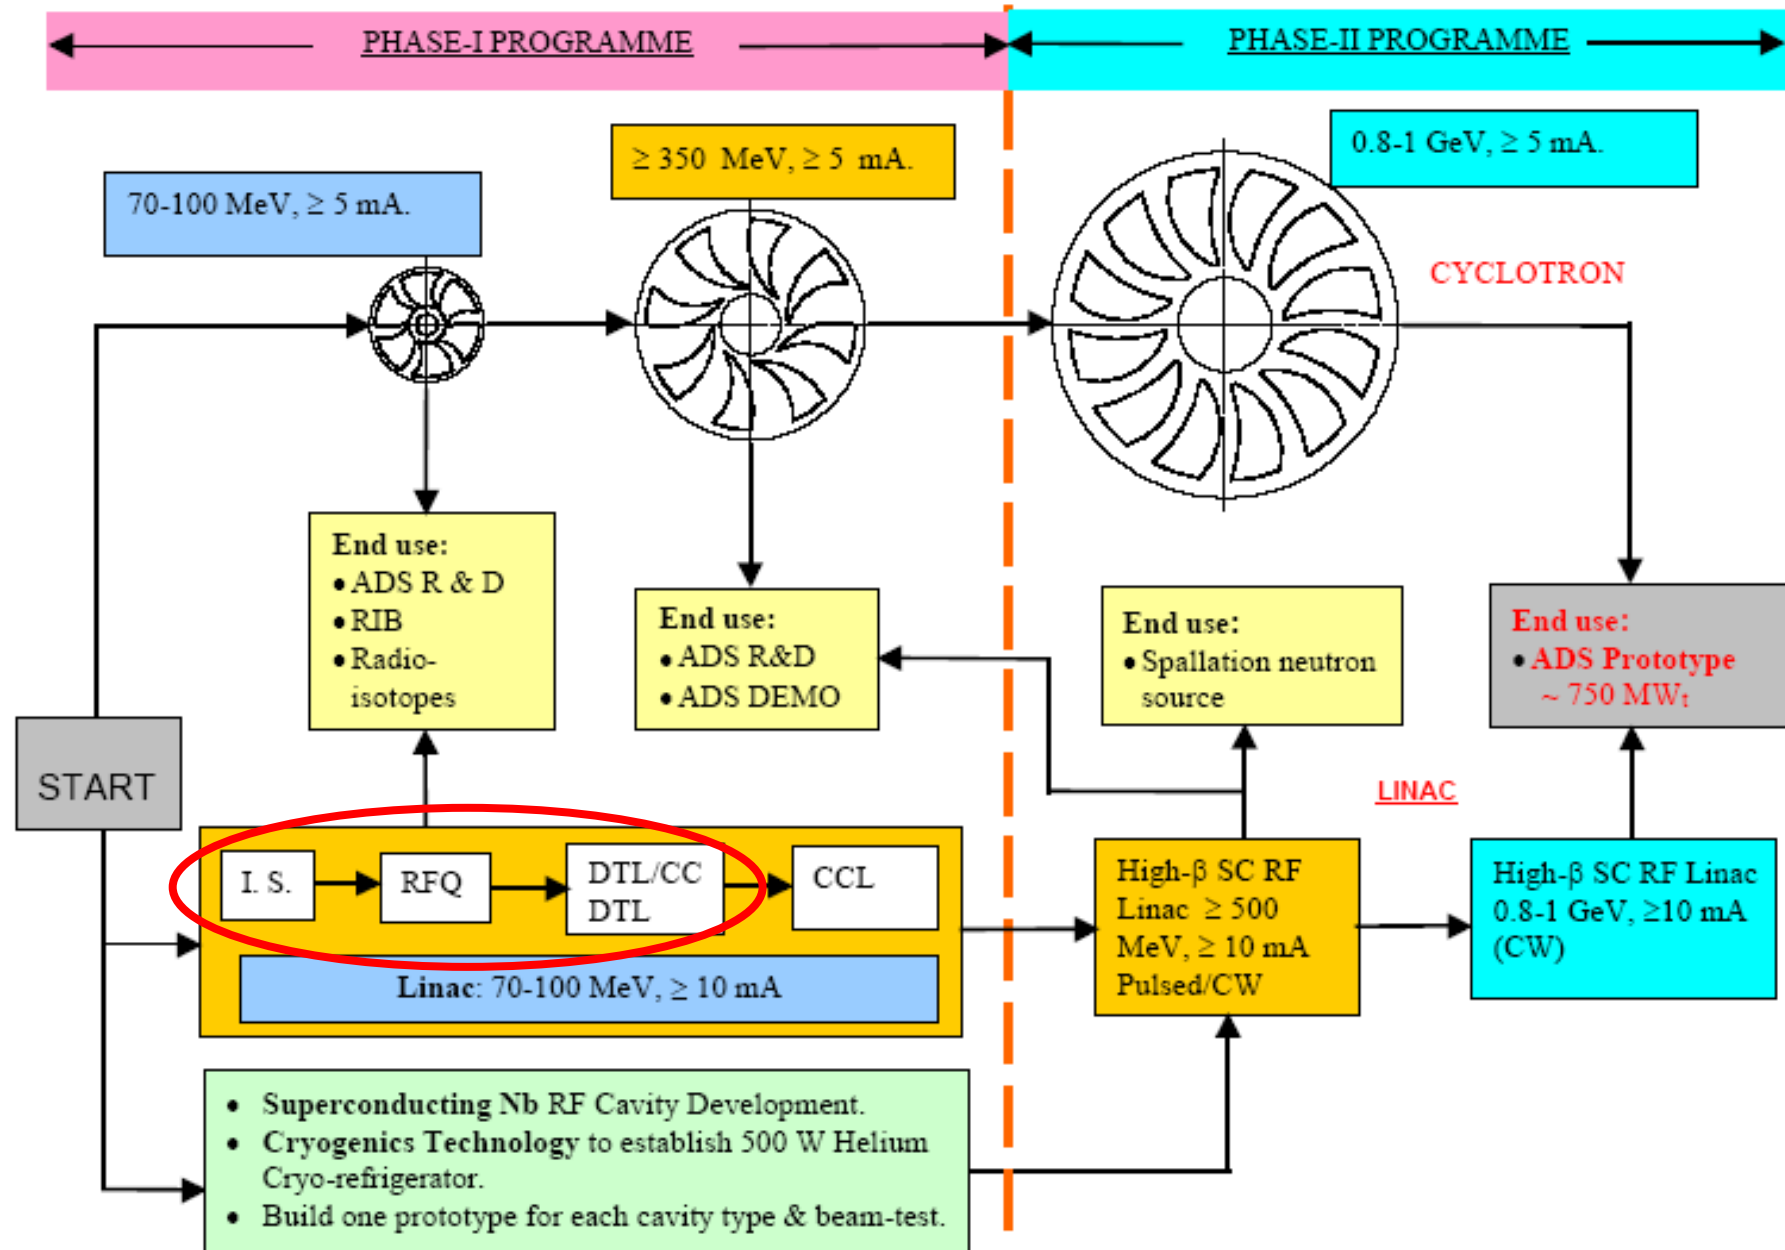 PHASE-I PROGRAMME
PHASE-II PROGRAMME
70-100 MeV, ≥ 5 mA.
≥ 350 MeV, ≥ 5 mA.
0.8-1 GeV, ≥ 5 mA.
CYCLOTRON
End use:
• ADS R & D
• RIB
• Radio-
isotopes
End use:
• ADS R&D
• ADS DEMO
End use:
• Spallation neutron
source
End use:
• ADS Prototype
~ 750 MWt
START
LINAC
I. S.
RFQ
DTL/CC
DTL
CCL
Linac: 70-100 MeV, ≥ 10 mA
High-β SC RF
Linac ≥ 500
MeV, ≥ 10 mA
Pulsed/CW
High-β SC RF Linac
0.8-1 GeV, ≥10 mA
(CW)
• Superconducting Nb RF Cavity Development.
• Cryogenics Technology to establish 500 W Helium
Cryo-refrigerator.
• Build one prototype for each cavity type & beam-test.